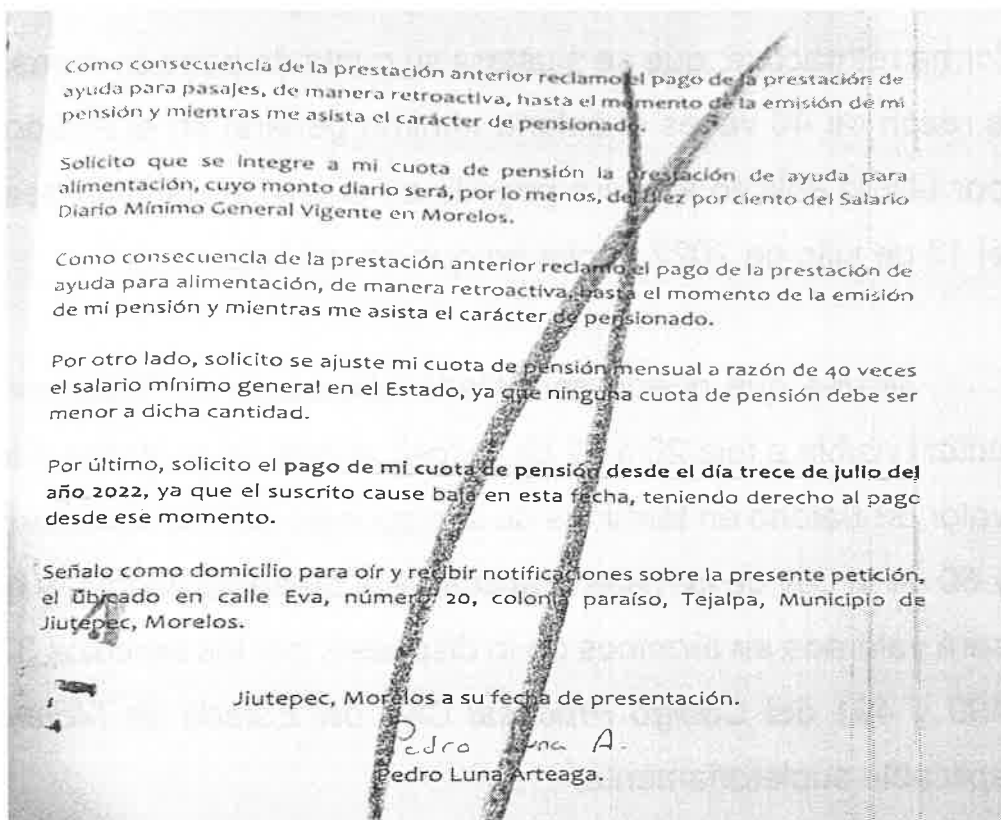 Como consecuencia de la prestación anterior reclamo el pago de la prestación de
ayuda para pasajes, de manera retroactiva, hasta el momento de la emisión de mi
pensión y mientras me asista el carácter de pensionado.
Solicito que se integre a mi cuota de pensión la prestación de ayuda para
alimentación, cuyo monto diario será, por lo menos, del diez por ciento del Salario
Diario Mínimo General Vigente en Morelos.
Como consecuencia de la prestación anterior reclamo el pago de la prestación de
ayuda para alimentación, de manera retroactiva, hasta el momento de la emisión
de mi pensión y mientras me asista el carácter de pensionado.
Por otro lado, solicito se ajuste mi cuota de pensión mensual a razón de 40 veces
el salario mínimo general en el Estado, ya que ninguna cuota de pensión debe ser
menor a dicha cantidad.
Por último, solicito el pago de mi cuota de pensión desde el día trece de julio del
año 2022, ya que el suscrito cause baja en esta fecha, teniendo derecho al pago
desde ese momento.
Señalo como domicilio para oír y recibir notificaciones sobre la presente petición,
el ubicado en calle Eva, número 20, colonia paraíso, Tejalpa, Municipio de
Jiutepec, Morelos.
Jiutepec, Morelos a su fecha de presentación.
Pedro Luna A.
Pedro Luna Arteaga.